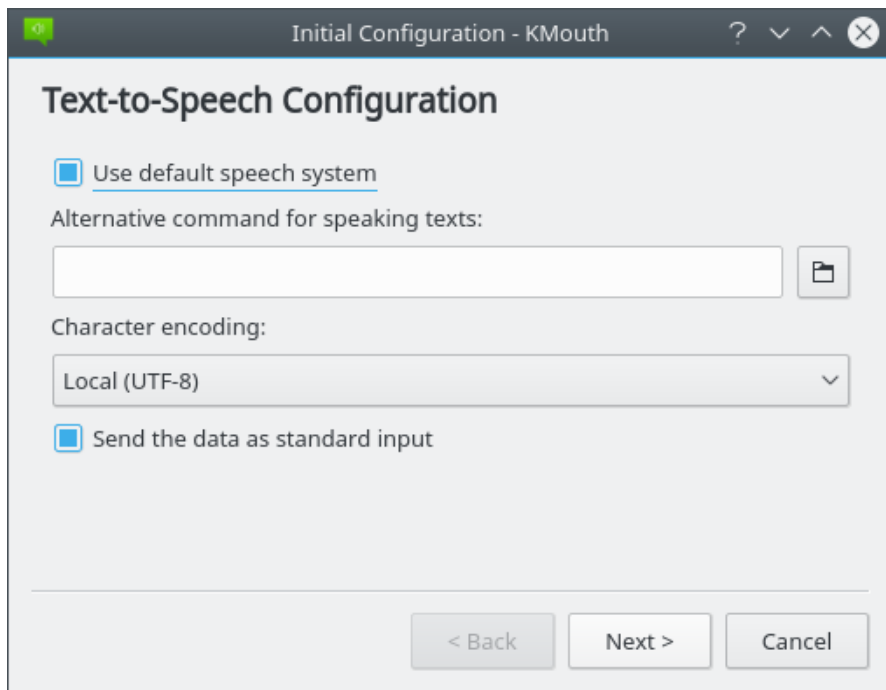 Initial Configuration - KMouth
Text-to-Speech Configuration
Use default speech system
Alternative command for speaking texts:
Character encoding:
Local (UTF-8)
Send the data as standard input
< Back Next > Cancel